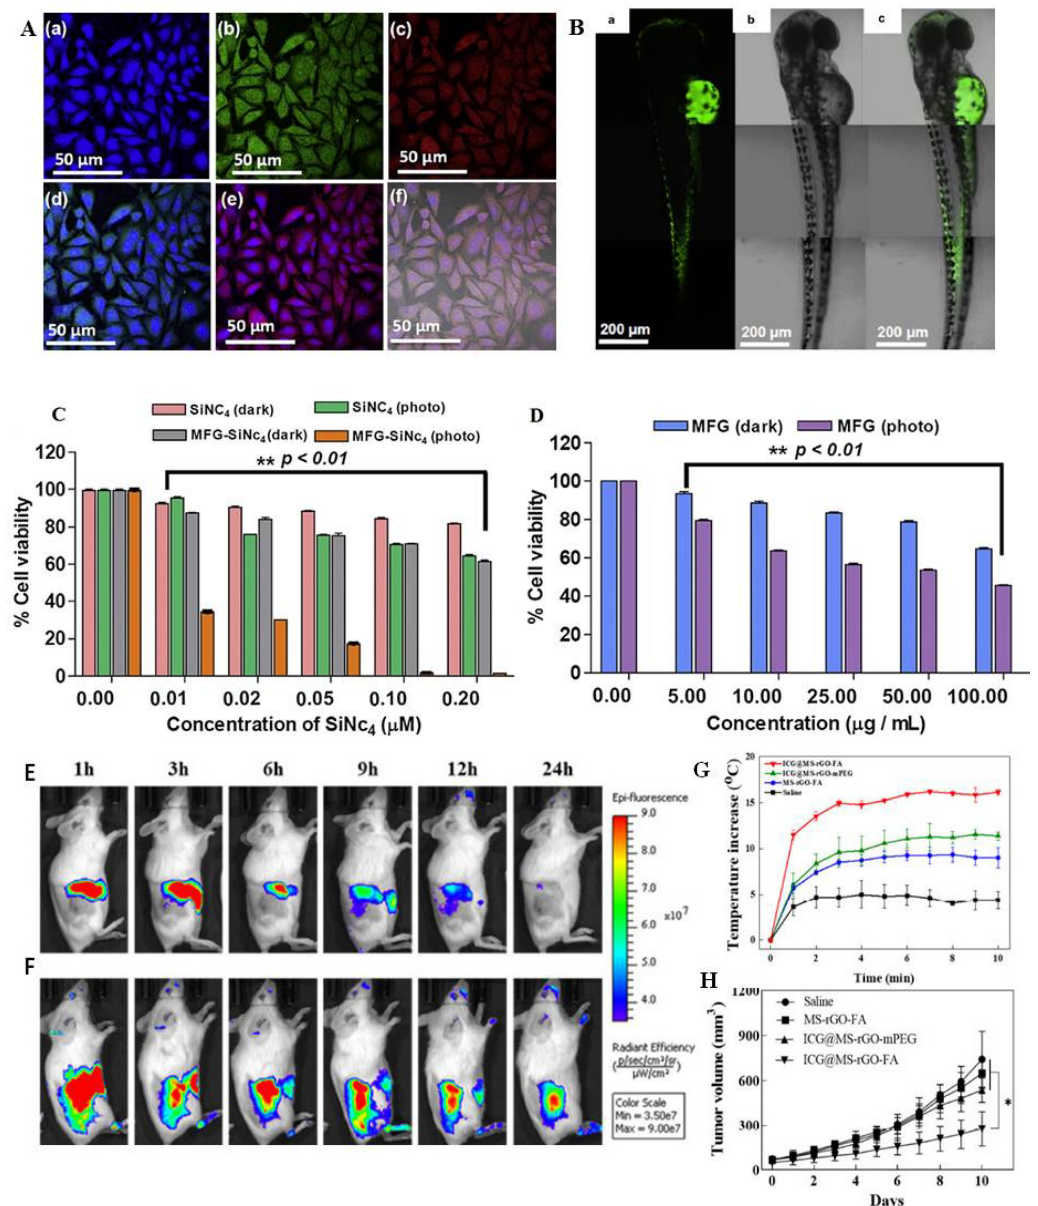 A
(a)
(b)
(c)
50 µm
50 µm
50 µm
(d)
(e)
(f)
50 µm
50 µm
50 µm
B
a
b
c
200 µm
200 µm
200 µm
C
SiNC₄ (dark)
SiNC₄ (photo)
MFG-SiNc₄(dark)
MFG-SiNc₄ (photo)
** p < 0.01
% Cell viability
120
100
80
60
40
20
0
0.00 0.01 0.02 0.05 0.10 0.20
Concentration of SiNc₄ (µM)
D
MFG (dark)
MFG (photo)
** p < 0.01
% Cell viability
120
100
80
60
40
20
0
0.00 5.00 10.00 25.00 50.00 100.00
Concentration (µg / mL)
E
1h 3h 6h 9h 12h 24h
F
Epi-fluorescence
9.0
8.0
7.0
x10⁷
6.0
5.0
4.0
Radiant Efficiency
(p/sec/cm²/sr
µW/cm²)
Color Scale
Min = 3.50e7
Max = 9.00e7
G
ICG@MS-rGO-FA
ICG@MS-rGO-mPEG
MS-rGO-FA
Saline
Temperature increase (°C)
20
15
10
5
0
0 2 4 6 8 10
Time (min)
H
Saline
MS-rGO-FA
ICG@MS-rGO-mPEG
ICG@MS-rGO-FA
*
Tumor volume (mm³)
1200
900
600
300
0
0 2 4 6 8 10
Days